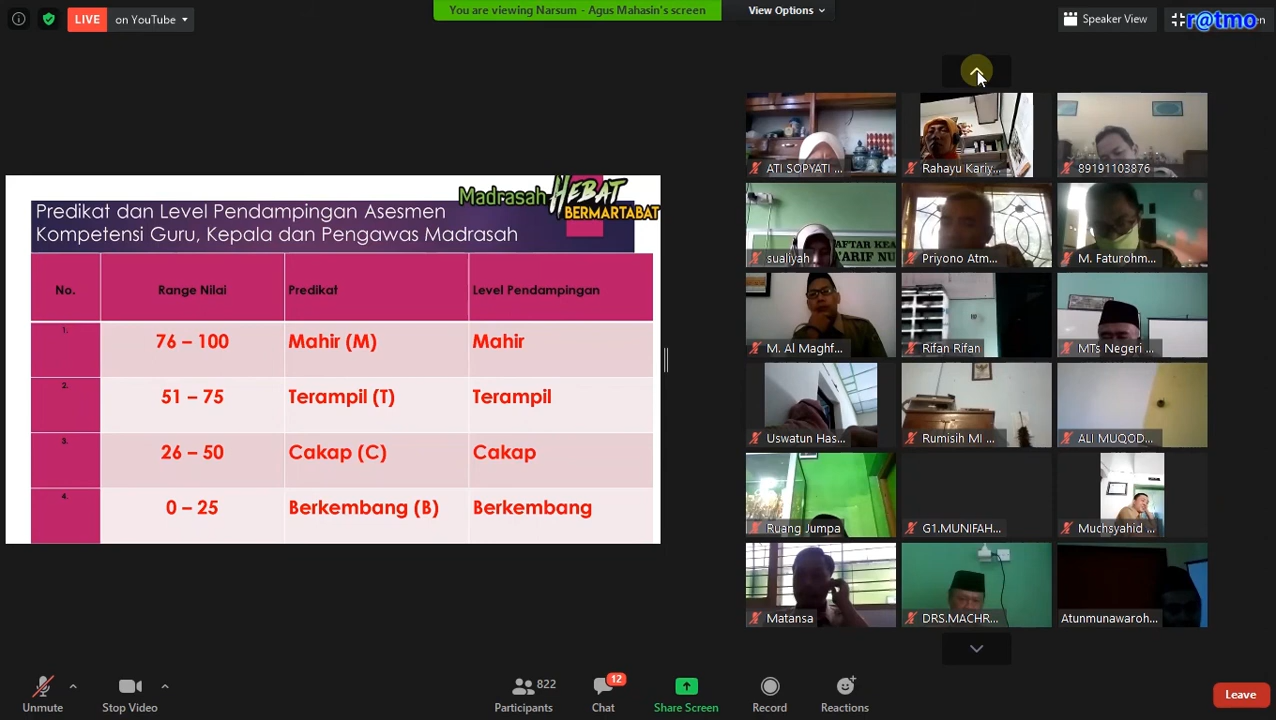 LIVE
on YouTube
You are viewing Narsum - Agus Mahasin's screen
View Options
Speaker View
r@tmo
Madrasah HEBAT
BERMARTABAT
Predikat dan Level Pendampingan Asesmen
Kompetensi Guru, Kepala dan Pengawas Madrasah
No.
Range Nilai
Predikat
Level Pendampingan
1.
76 – 100
Mahir (M)
Mahir
2.
51 – 75
Terampil (T)
Terampil
3.
26 – 50
Cakap (C)
Cakap
4.
0 – 25
Berkembang (B)
Berkembang
ATI SOPYATI ...
Rahayu Kariy...
89191103876
sualiyah
Priyono Atm...
M. Faturohm...
M. Al Maghf...
Rifan Rifan
MTs Negeri ...
Uswatun Has...
Rumisih MI ...
ALI MUQOD...
Ruang Jumpa
G1.MUNIFAH...
Muchsyahid ...
Matansa
DRS.MACHR...
Atunmunawaroh...
Unmute
Stop Video
822
Participants
12
Chat
Share Screen
Record
Reactions
Leave